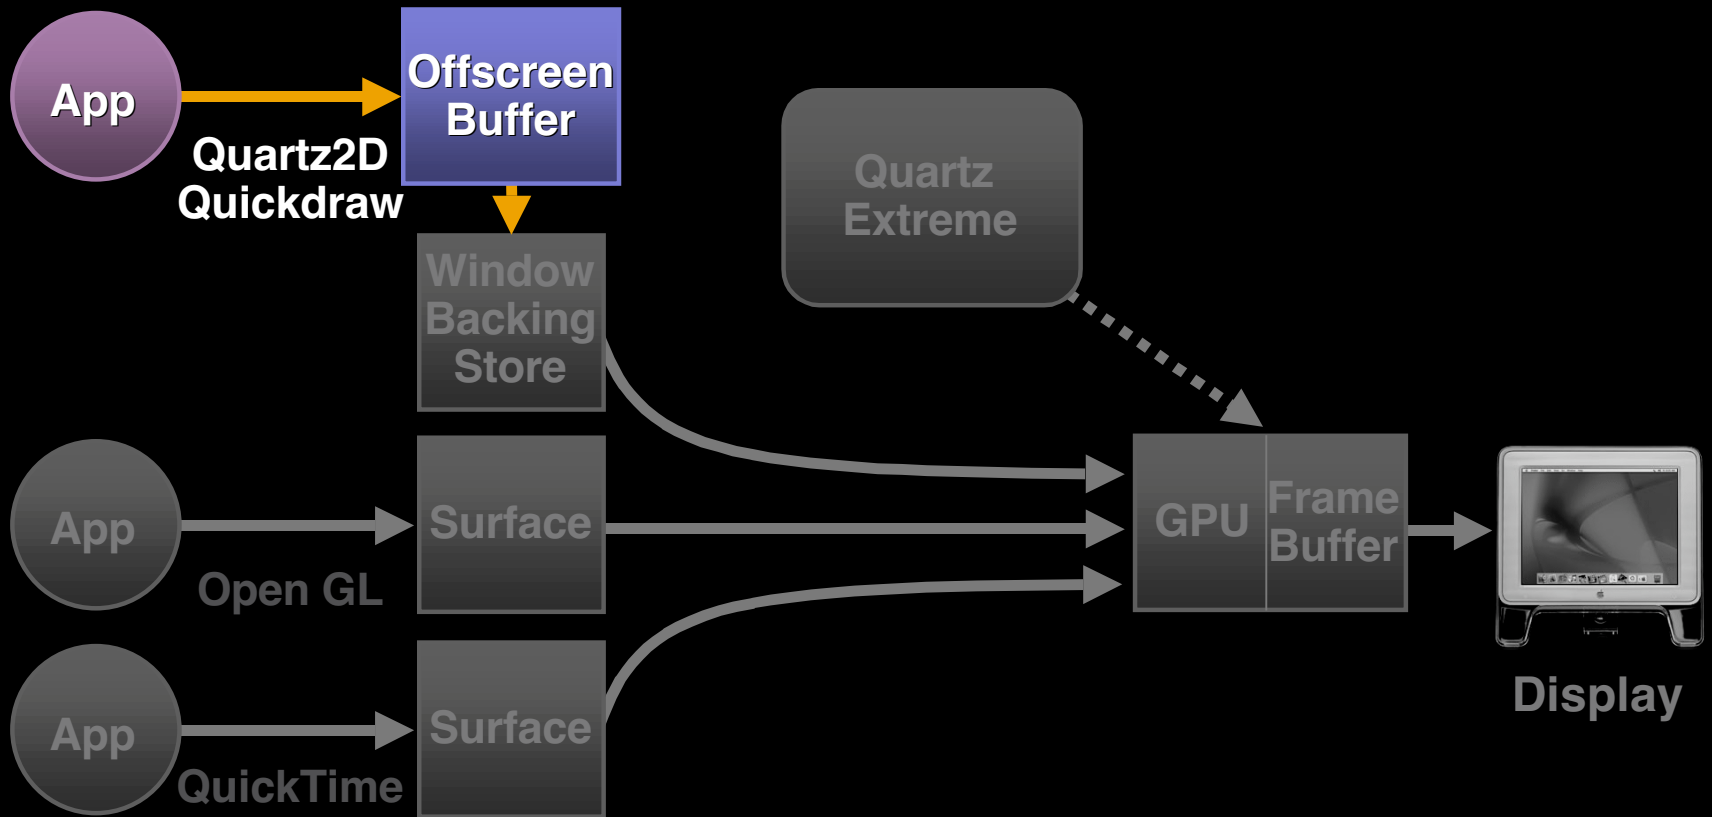 App
Quartz2D
Quickdraw
Offscreen
Buffer
Window
Backing
Store
Quartz
Extreme
App
Open GL
Surface
GPU
Frame
Buffer
Display
App
QuickTime
Surface